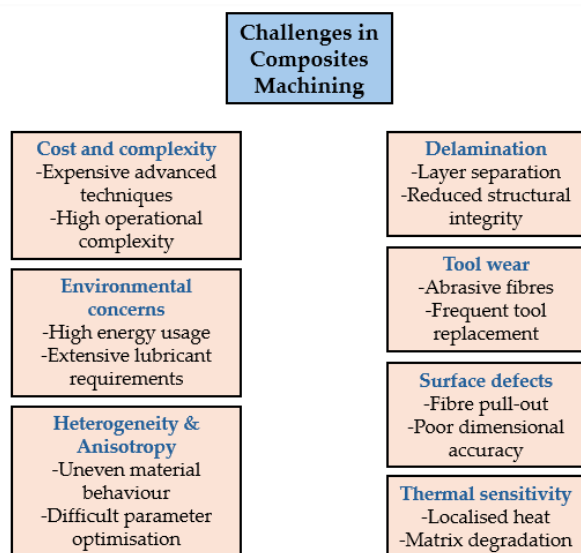 Challenges in
Composites
Machining
Cost and complexity
-Expensive advanced
techniques
-High operational
complexity
Environmental
concerns
-High energy usage
-Extensive lubricant
requirements
Heterogeneity &
Anisotropy
-Uneven material
behaviour
-Difficult parameter
optimisation
Delamination
-Layer separation
-Reduced structural
integrity
Tool wear
-Abrasive fibres
-Frequent tool
replacement
Surface defects
-Fibre pull-out
-Poor dimensional
accuracy
Thermal sensitivity
-Localised heat
-Matrix degradation